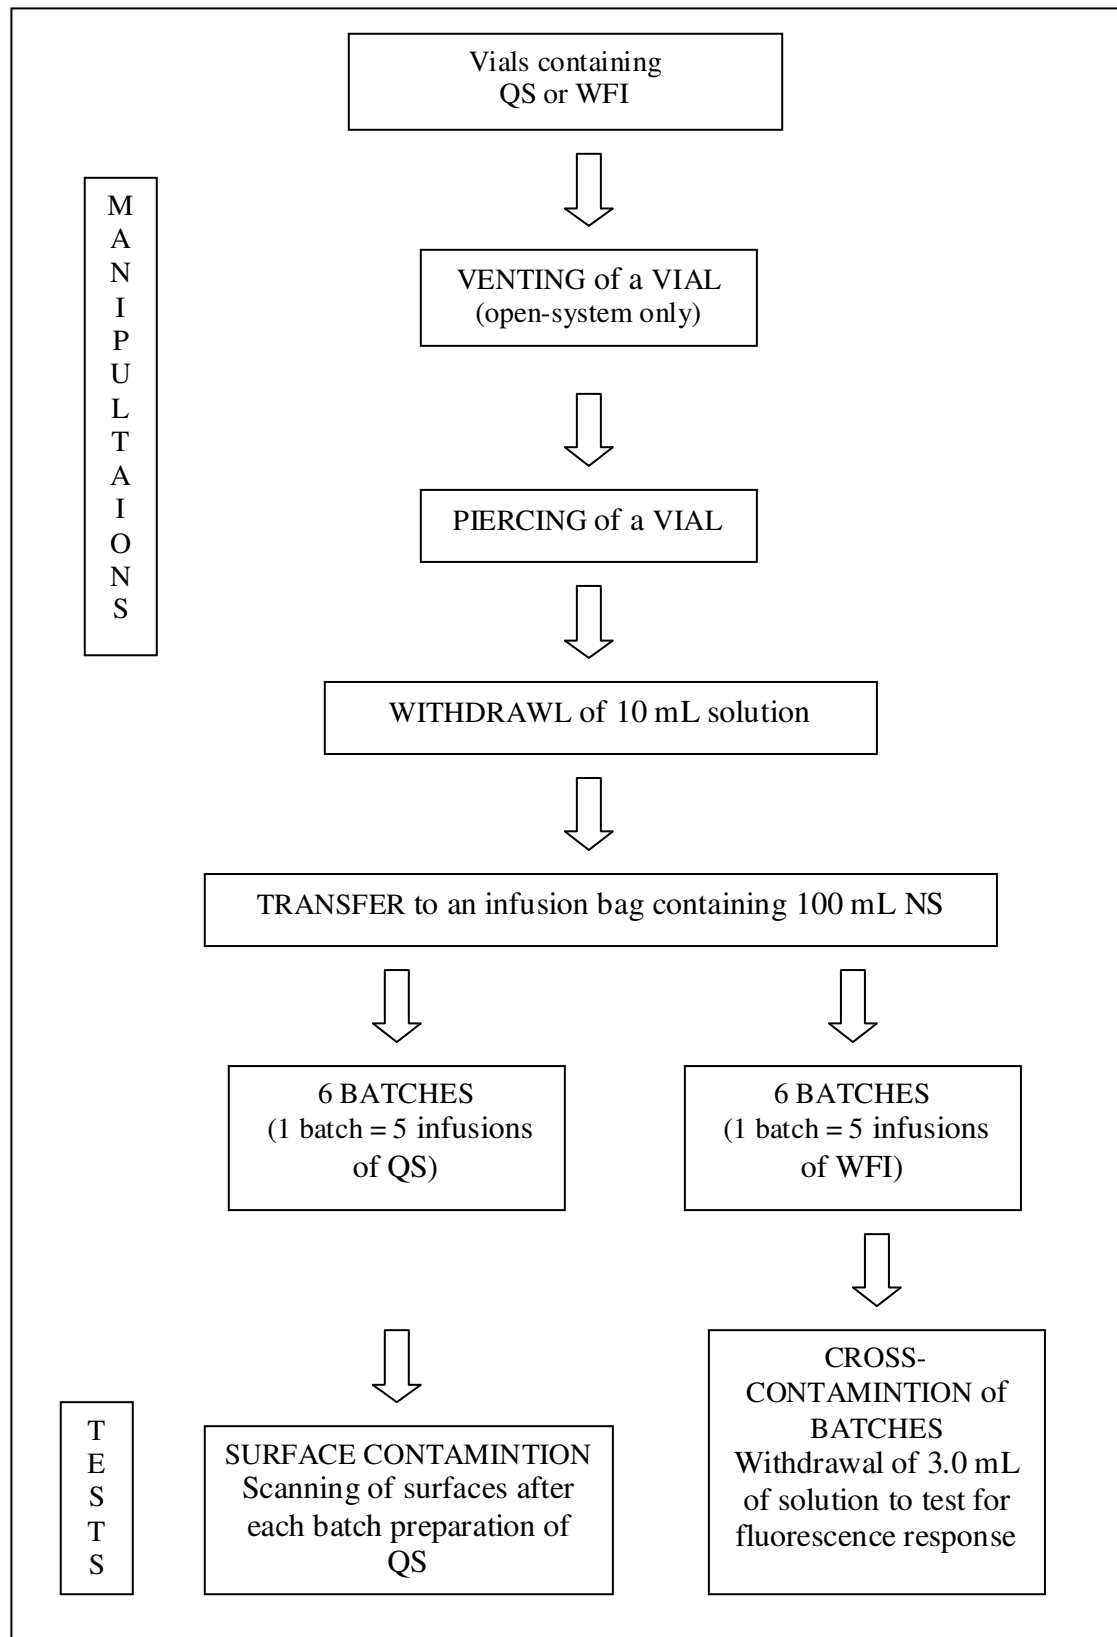 Vials containing
QS or WFI
MANIPULTAIONS
VENTING of a VIAL
(open-system only)
PIERCING of a VIAL
WITHDRAWL of 10 mL solution
TRANSFER to an infusion bag containing 100 mL NS
6 BATCHES
(1 batch = 5 infusions
of QS)
6 BATCHES
(1 batch = 5 infusions
of WFI)
TESTS
SURFACE CONTAMINTION
Scanning of surfaces after
each batch preparation of
QS
CROSS-
CONTAMINTION of
BATCHES
Withdrawal of 3.0 mL
of solution to test for
fluorescence response